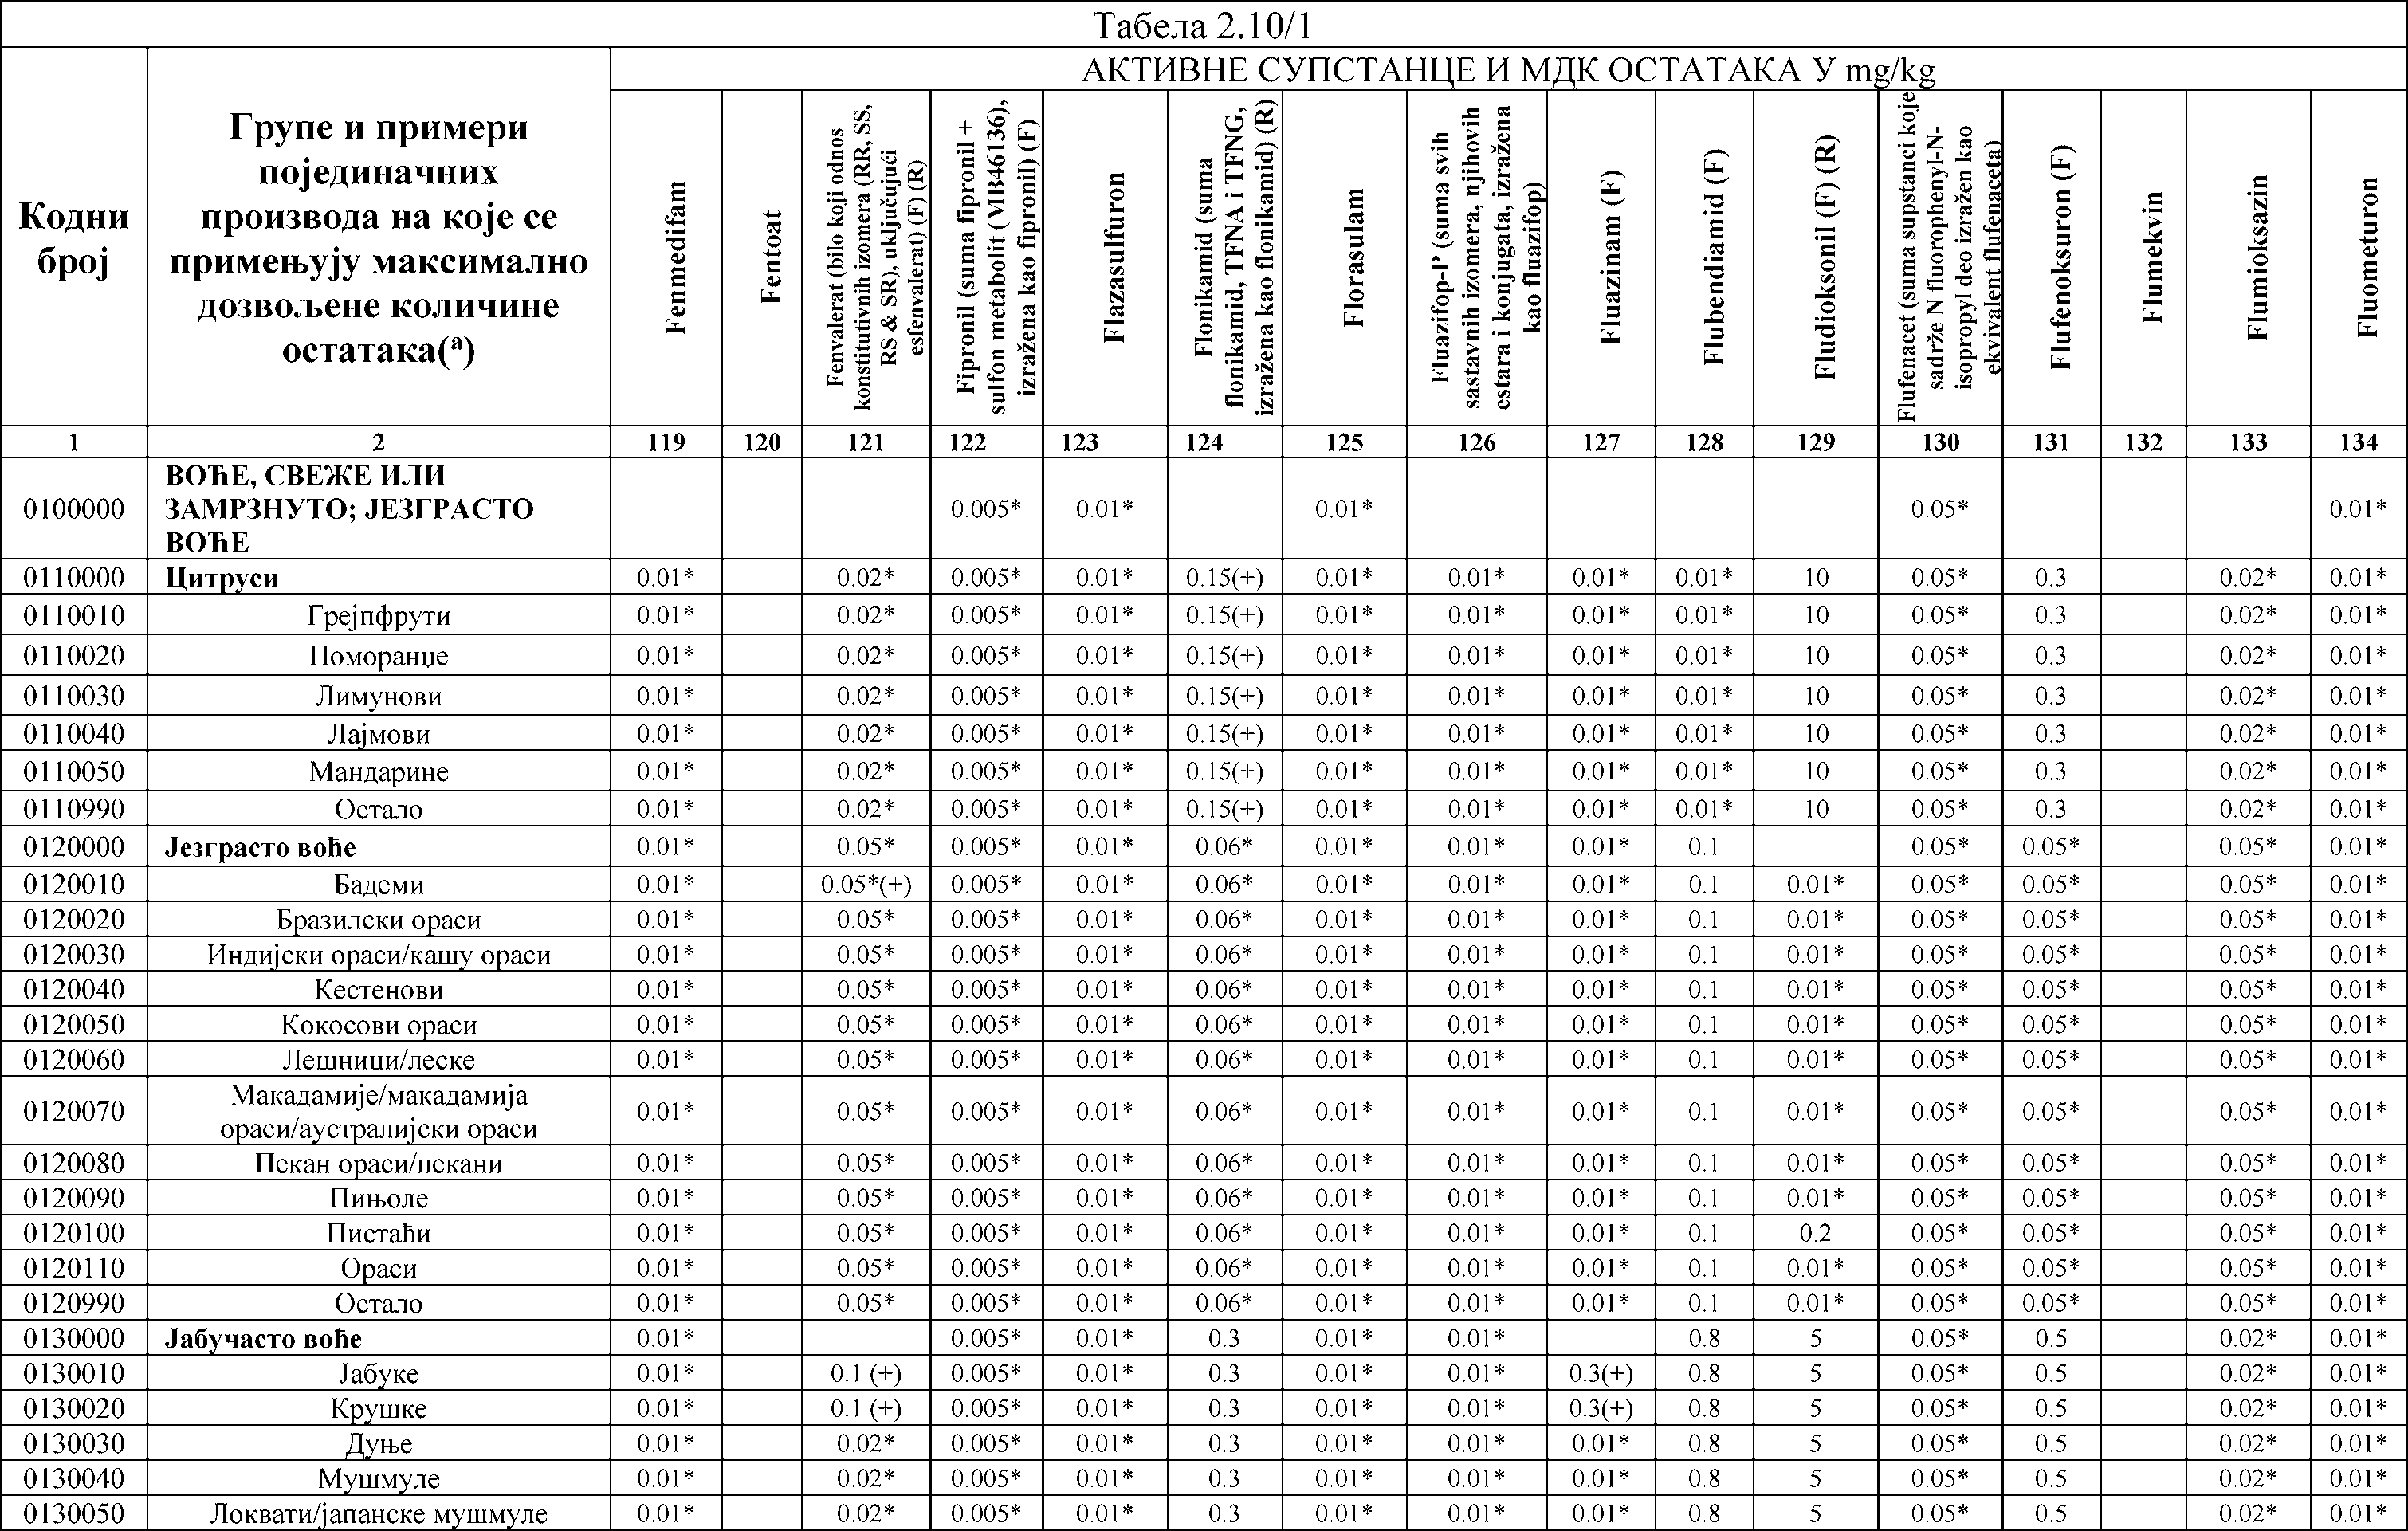 Табела 2.10/1
АКТИВНЕ СУПСТАНЦЕ И МДК ОСТАТАКА У mg/kg
Кодни
број
Групе и примери
појединачних
производа на које се
примењују максимално
дозвољене количине
остатака(ᵃ)
Fenmedifam
Fentoat
Fenvalerat (bilo koji odnos
konstitutivnih izomera (RR, SS,
RS & SR), uključujući
esfenvalerat) (F) (R)
Fipronil (suma fipronil +
sulfon metabolit (MB46136),
izražena kao fipronil) (F)
Flazasulfuron
Flonikamid (suma
flonikamid, TFNA i TFNG,
izražena kao flonikamid) (R)
Florasulam
Fluazifop-P (suma svih
sastavnih izomera, njihovih
estara i konjugata, izražena
kao fluazifop)
Fluazinam (F)
Flubendiamid (F)
Fludioksonil (F) (R)
Flufenacet (suma supstanci koje
sadrže N fluorophenyl-N-
isopropyl deo izražen kao
ekvivalent flufenaceta)
Flufenoksuron (F)
Flumekvin
Flumioksazin
Fluometuron
1 2 119 120 121 122 123 124 125 126 127 128 129 130 131 132 133 134
0100000 ВОЋЕ, СВЕЖЕ ИЛИ
ЗАМРЗНУТО; ЈЕЗГРАСТО
ВОЋЕ
0.005* 0.01* 0.01* 0.05* 0.01*
0110000 Цитруси 0.01* 0.02* 0.005* 0.01* 0.15(+) 0.01* 0.01* 0.01* 0.01* 10 0.05* 0.3 0.02* 0.01*
0110010 Грејпфрути 0.01* 0.02* 0.005* 0.01* 0.15(+) 0.01* 0.01* 0.01* 0.01* 10 0.05* 0.3 0.02* 0.01*
0110020 Поморанџе 0.01* 0.02* 0.005* 0.01* 0.15(+) 0.01* 0.01* 0.01* 0.01* 10 0.05* 0.3 0.02* 0.01*
0110030 Лимунови 0.01* 0.02* 0.005* 0.01* 0.15(+) 0.01* 0.01* 0.01* 0.01* 10 0.05* 0.3 0.02* 0.01*
0110040 Лајмови 0.01* 0.02* 0.005* 0.01* 0.15(+) 0.01* 0.01* 0.01* 0.01* 10 0.05* 0.3 0.02* 0.01*
0110050 Мандарине 0.01* 0.02* 0.005* 0.01* 0.15(+) 0.01* 0.01* 0.01* 0.01* 10 0.05* 0.3 0.02* 0.01*
0110990 Остало 0.01* 0.02* 0.005* 0.01* 0.15(+) 0.01* 0.01* 0.01* 0.01* 10 0.05* 0.3 0.02* 0.01*
0120000 Језграсто воће 0.01* 0.05* 0.005* 0.01* 0.06* 0.01* 0.01* 0.01* 0.1 0.05* 0.05* 0.05* 0.01*
0120010 Бадеми 0.01* 0.05*(+) 0.005* 0.01* 0.06* 0.01* 0.01* 0.01* 0.1 0.01* 0.05* 0.05* 0.05* 0.01*
0120020 Бразилски ораси 0.01* 0.05* 0.005* 0.01* 0.06* 0.01* 0.01* 0.01* 0.1 0.01* 0.05* 0.05* 0.05* 0.01*
0120030 Индијски ораси/кашу ораси 0.01* 0.05* 0.005* 0.01* 0.06* 0.01* 0.01* 0.01* 0.1 0.01* 0.05* 0.05* 0.05* 0.01*
0120040 Кестенови 0.01* 0.05* 0.005* 0.01* 0.06* 0.01* 0.01* 0.01* 0.1 0.01* 0.05* 0.05* 0.05* 0.01*
0120050 Кокосови ораси 0.01* 0.05* 0.005* 0.01* 0.06* 0.01* 0.01* 0.01* 0.1 0.01* 0.05* 0.05* 0.05* 0.01*
0120060 Лешници/леске 0.01* 0.05* 0.005* 0.01* 0.06* 0.01* 0.01* 0.01* 0.1 0.01* 0.05* 0.05* 0.05* 0.01*
0120070 Макадамије/макадамија
ораси/аустралијски ораси
0.01* 0.05* 0.005* 0.01* 0.06* 0.01* 0.01* 0.01* 0.1 0.01* 0.05* 0.05* 0.05* 0.01*
0120080 Пекан ораси/пекани 0.01* 0.05* 0.005* 0.01* 0.06* 0.01* 0.01* 0.01* 0.1 0.01* 0.05* 0.05* 0.05* 0.01*
0120090 Пињоле 0.01* 0.05* 0.005* 0.01* 0.06* 0.01* 0.01* 0.01* 0.1 0.01* 0.05* 0.05* 0.05* 0.01*
0120100 Пистаћи 0.01* 0.05* 0.005* 0.01* 0.06* 0.01* 0.01* 0.01* 0.1 0.2 0.05* 0.05* 0.05* 0.01*
0120110 Ораси 0.01* 0.05* 0.005* 0.01* 0.06* 0.01* 0.01* 0.01* 0.1 0.01* 0.05* 0.05* 0.05* 0.01*
0120990 Остало 0.01* 0.05* 0.005* 0.01* 0.06* 0.01* 0.01* 0.01* 0.1 0.01* 0.05* 0.05* 0.05* 0.01*
0130000 Јабучасто воће 0.01* 0.005* 0.01* 0.3 0.01* 0.01* 0.8 5 0.05* 0.5 0.02* 0.01*
0130010 Јабуке 0.01* 0.1 (+) 0.005* 0.01* 0.3 0.01* 0.01* 0.3(+) 0.8 5 0.05* 0.5 0.02* 0.01*
0130020 Крушке 0.01* 0.1 (+) 0.005* 0.01* 0.3 0.01* 0.01* 0.3(+) 0.8 5 0.05* 0.5 0.02* 0.01*
0130030 Дуње 0.01* 0.02* 0.005* 0.01* 0.3 0.01* 0.01* 0.01* 0.8 5 0.05* 0.5 0.02* 0.01*
0130040 Мушмуле 0.01* 0.02* 0.005* 0.01* 0.3 0.01* 0.01* 0.01* 0.8 5 0.05* 0.5 0.02* 0.01*
0130050 Локвати/јапанске мушмуле 0.01* 0.02* 0.005* 0.01* 0.3 0.01* 0.01* 0.01* 0.8 5 0.05* 0.5 0.02* 0.01*